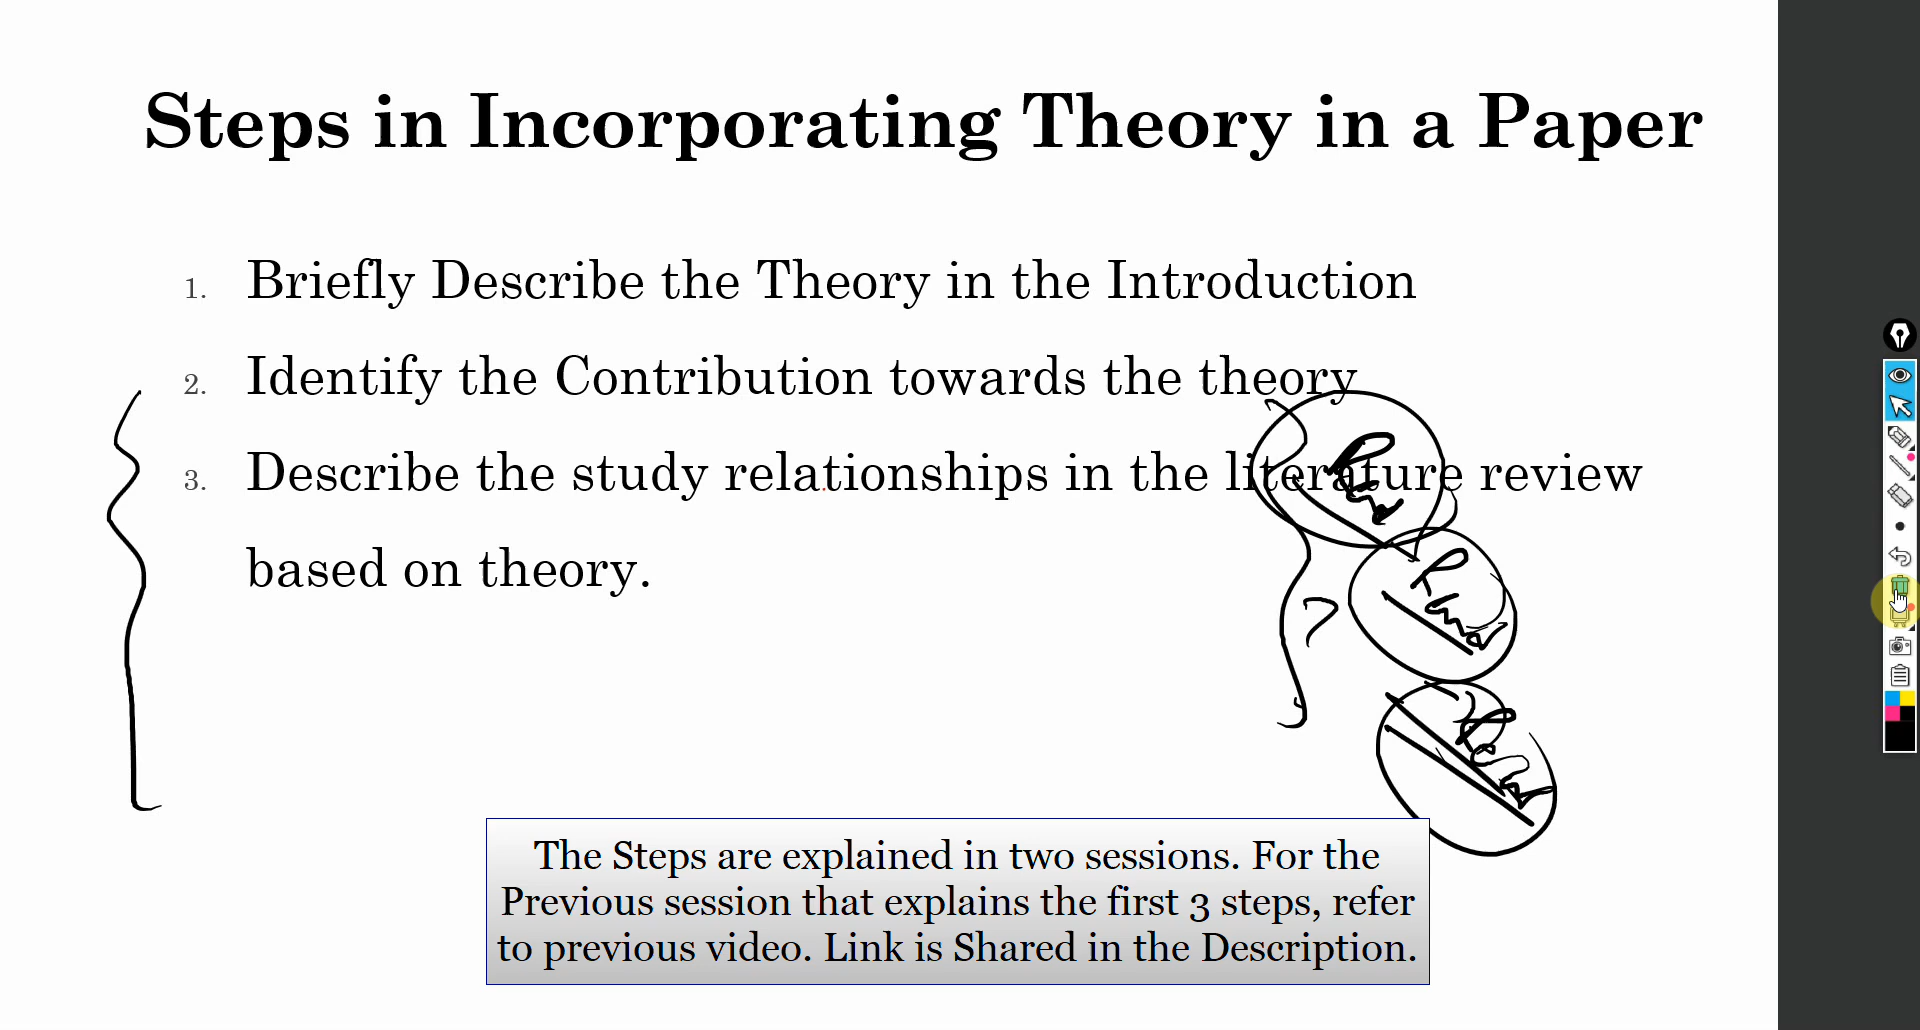 Steps in Incorporating Theory in a Paper
1. Briefly Describe the Theory in the Introduction
2. Identify the Contribution towards the theory
3. Describe the study relationships in the literature review
based on theory.
The Steps are explained in two sessions. For the
Previous session that explains the first 3 steps, refer
to previous video. Link is Shared in the Description.